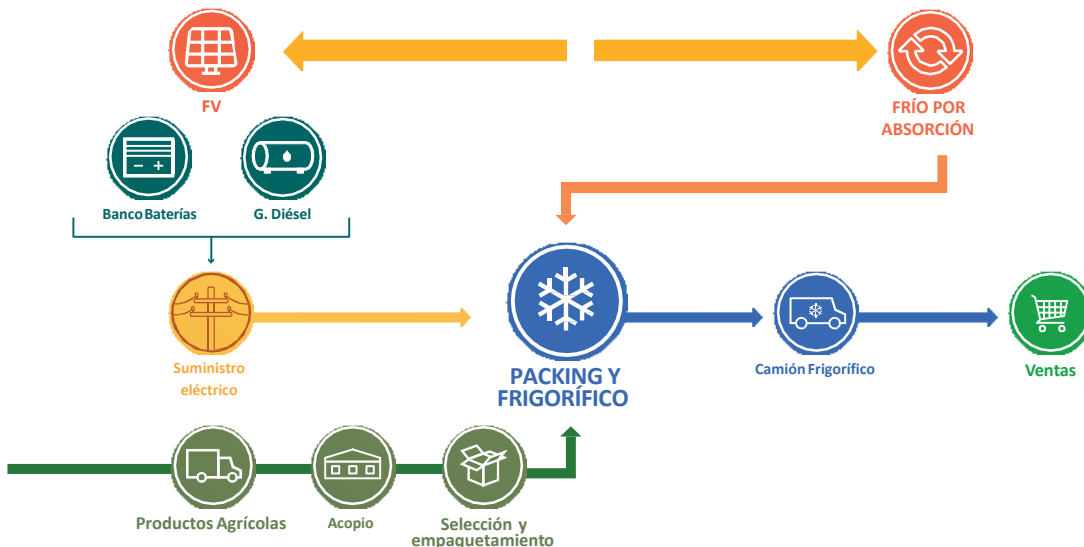 FV
FRÍO POR
ABSORCIÓN
Banco Baterías
G. Diésel
Suministro
eléctrico
PACKING Y
FRIGORÍFICO
Camión Frigorífico
Ventas
Productos Agrícolas
Acopio
Selección y
empaquetamiento